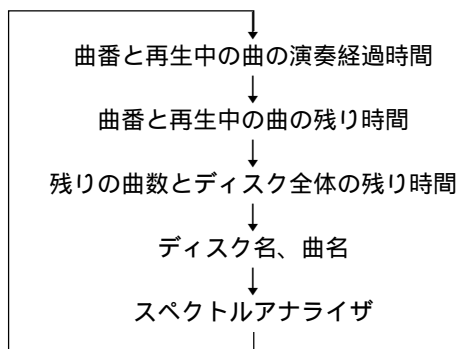 曲番と再生中の曲の演奏経過時間
曲番と再生中の曲の残り時間
残りの曲数とディスク全体の残り時間
ディスク名、曲名
スペクトルアナライザ